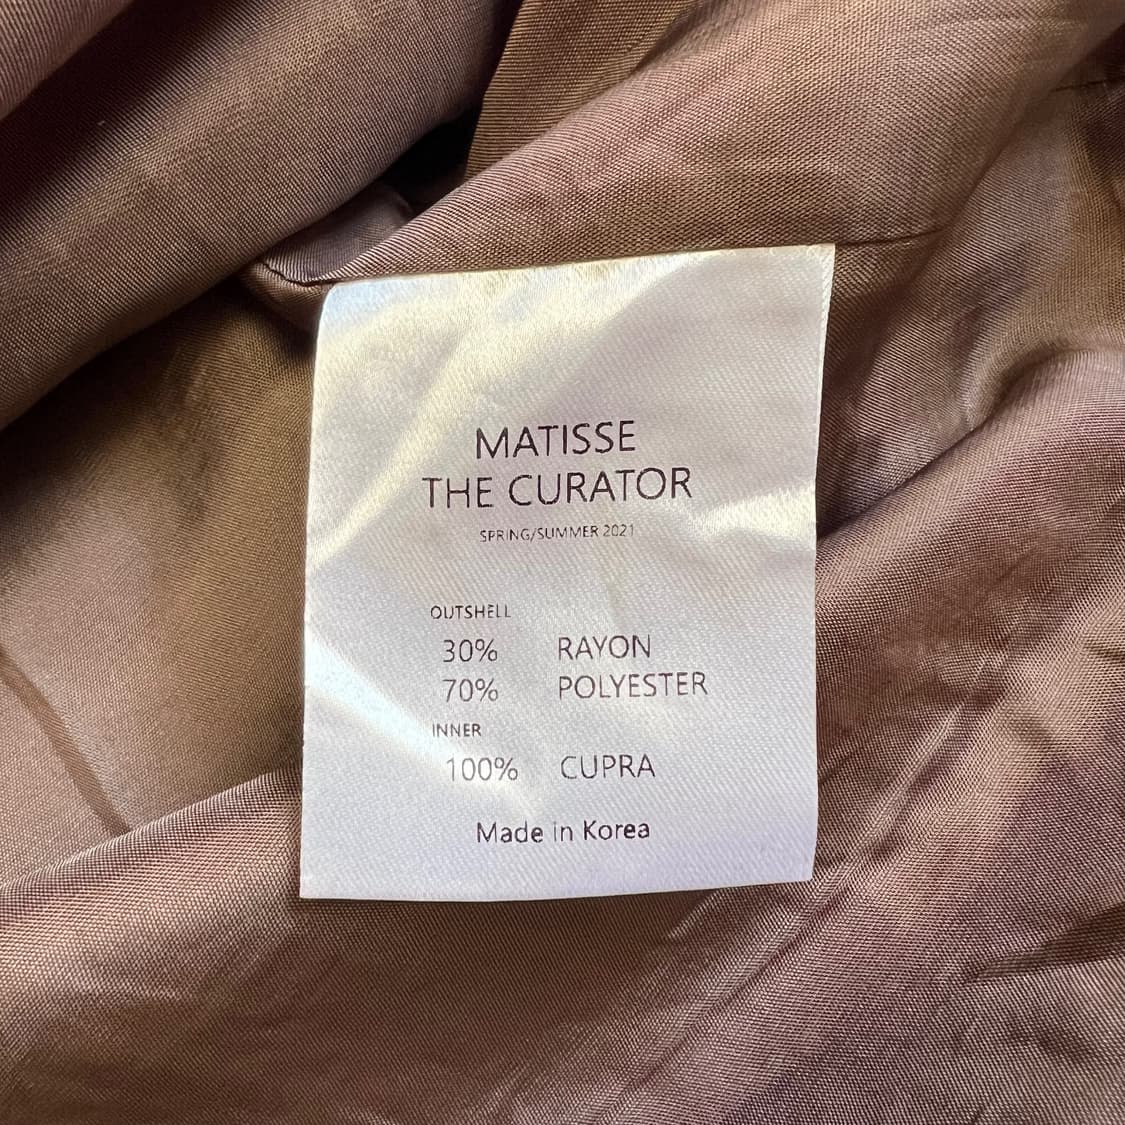 MATISSE
THE CURATOR
SPRING/SUMMER 2021
OUTSHELL
30% RAYON
70% POLYESTER
INNER
100% CUPRA
Made in Korea